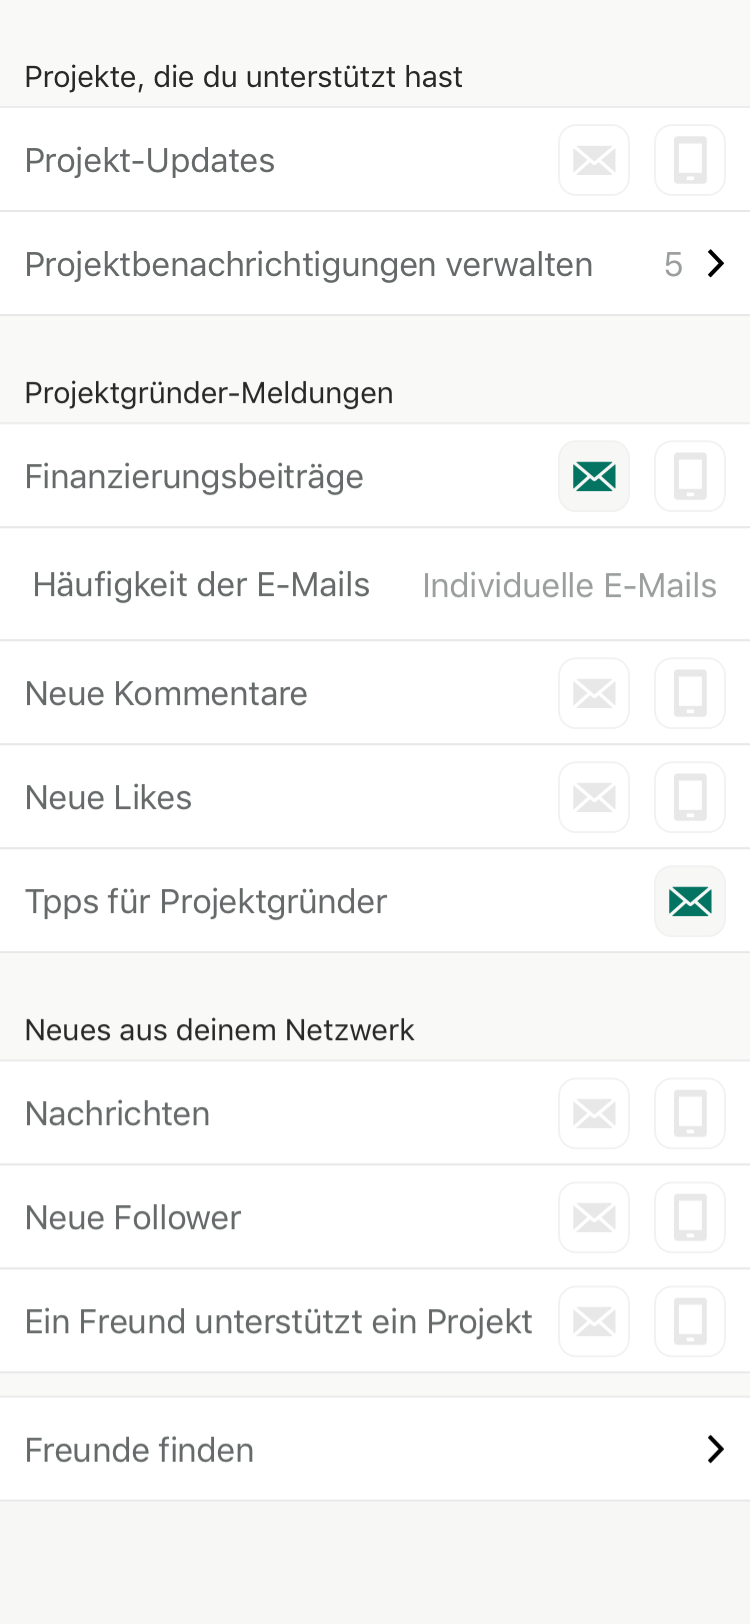 Projekte, die du unterstützt hast
Projekt-Updates
Projektbenachrichtigungen verwalten 5
Projektgründer-Meldungen
Finanzierungsbeiträge
Häufigkeit der E-Mails Individuelle E-Mails
Neue Kommentare
Neue Likes
Tpps für Projektgründer
Neues aus deinem Netzwerk
Nachrichten
Neue Follower
Ein Freund unterstützt ein Projekt
Freunde finden